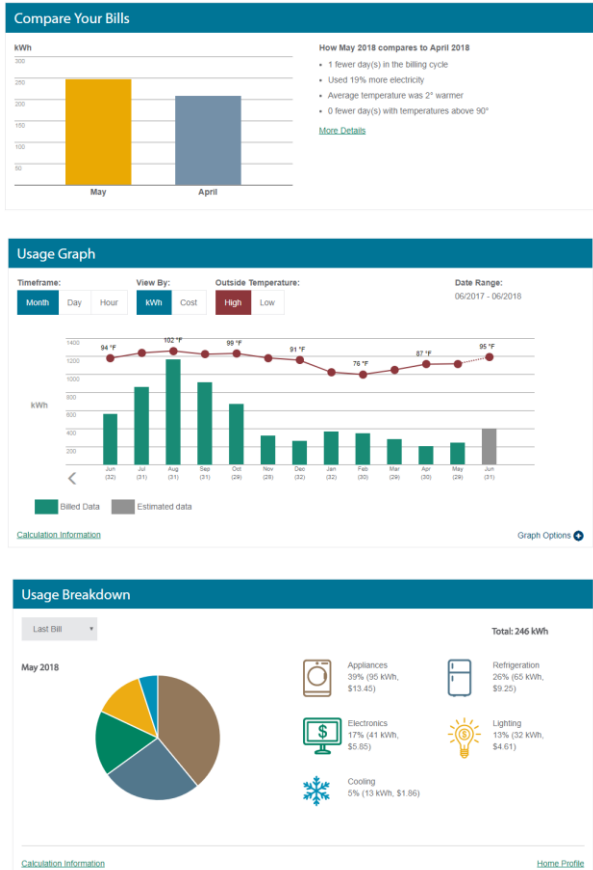 Compare Your Bills
kWh
How May 2018 compares to April 2018
300
• 1 fewer day(s) in the billing cycle
250
• Used 19% more electricity
200
• Average temperature was 2° warmer
150
• 0 fewer day(s) with temperatures above 90°
100
More Details
50
May April
Usage Graph
Timeframe: View By: Outside Temperature: Date Range:
Month Day Hour kWh Cost High Low 06/2017 - 06/2018
1400
94 °F 102 °F 99 °F 91 °F 76 °F 87 °F 95 °F
1200
1000
800
kWh
600
400
200
Jun Jul Aug Sep Oct Nov Dec Jan Feb Mar Apr May Jun
(32) (31) (31) (31) (29) (28) (32) (32) (30) (29) (30) (29) (31)
Billed Data Estimated data
Calculation Information Graph Options
Usage Breakdown
Last Bill
Total: 246 kWh
May 2018
Appliances
39% (95 kWh,
$13.45)
Refrigeration
26% (65 kWh,
$9.25)
$
Electronics
17% (41 kWh,
$5.85)
$
Lighting
13% (32 kWh,
$4.61)
Cooling
5% (13 kWh, $1.86)
Calculation Information Home Profile